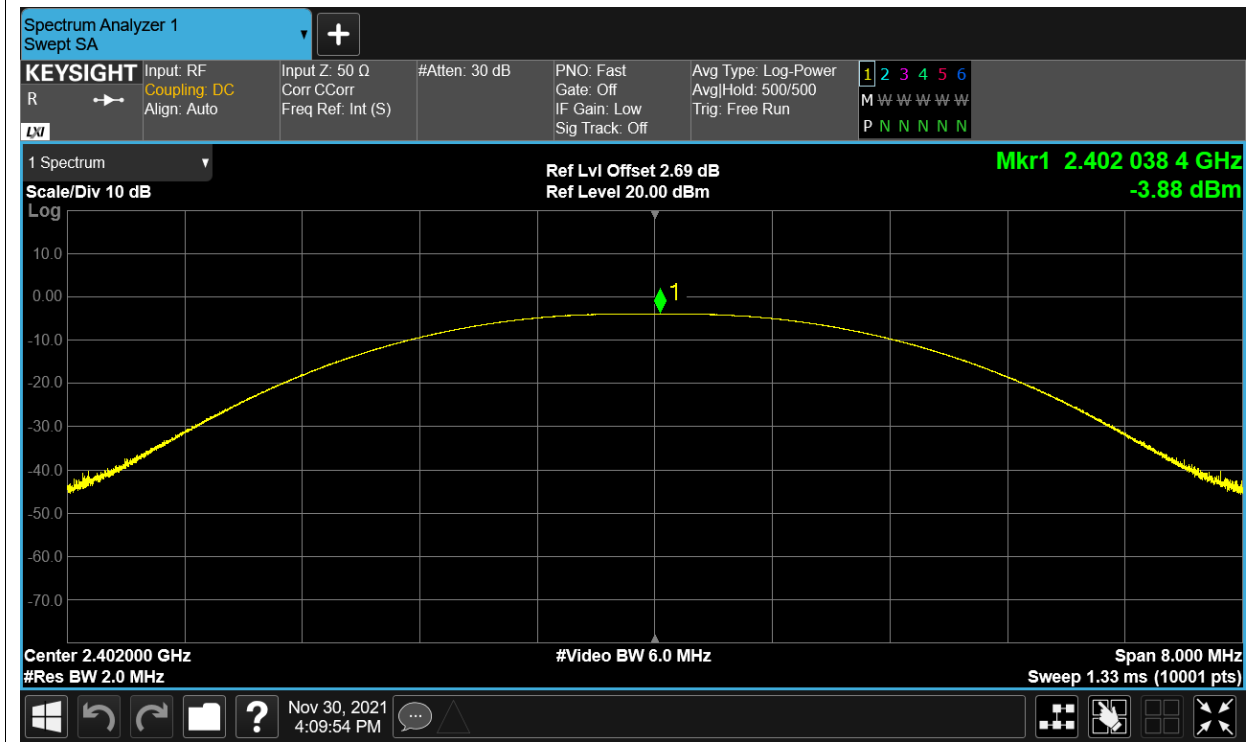 Spectrum Analyzer 1
Swept SA
KEYSIGHT
R
LXI
Input: RF
Coupling: DC
Align: Auto
Input Z: 50 Ω
Corr CCorr
Freq Ref: Int (S)
#Atten: 30 dB
PNO: Fast
Gate: Off
IF Gain: Low
Sig Track: Off
Avg Type: Log-Power
Avg|Hold: 500/500
Trig: Free Run
1 2 3 4 5 6
M W W W W W
P N N N N N
1 Spectrum
Scale/Div 10 dB
Ref Lvl Offset 2.69 dB
Ref Level 20.00 dBm
Mkr1 2.402 038 4 GHz
-3.88 dBm
Log
10.0
0.00
-10.0
-20.0
-30.0
-40.0
-50.0
-60.0
-70.0
1
Center 2.402000 GHz
#Res BW 2.0 MHz
#Video BW 6.0 MHz
Span 8.000 MHz
Sweep 1.33 ms (10001 pts)
?
Nov 30, 2021
4:09:54 PM